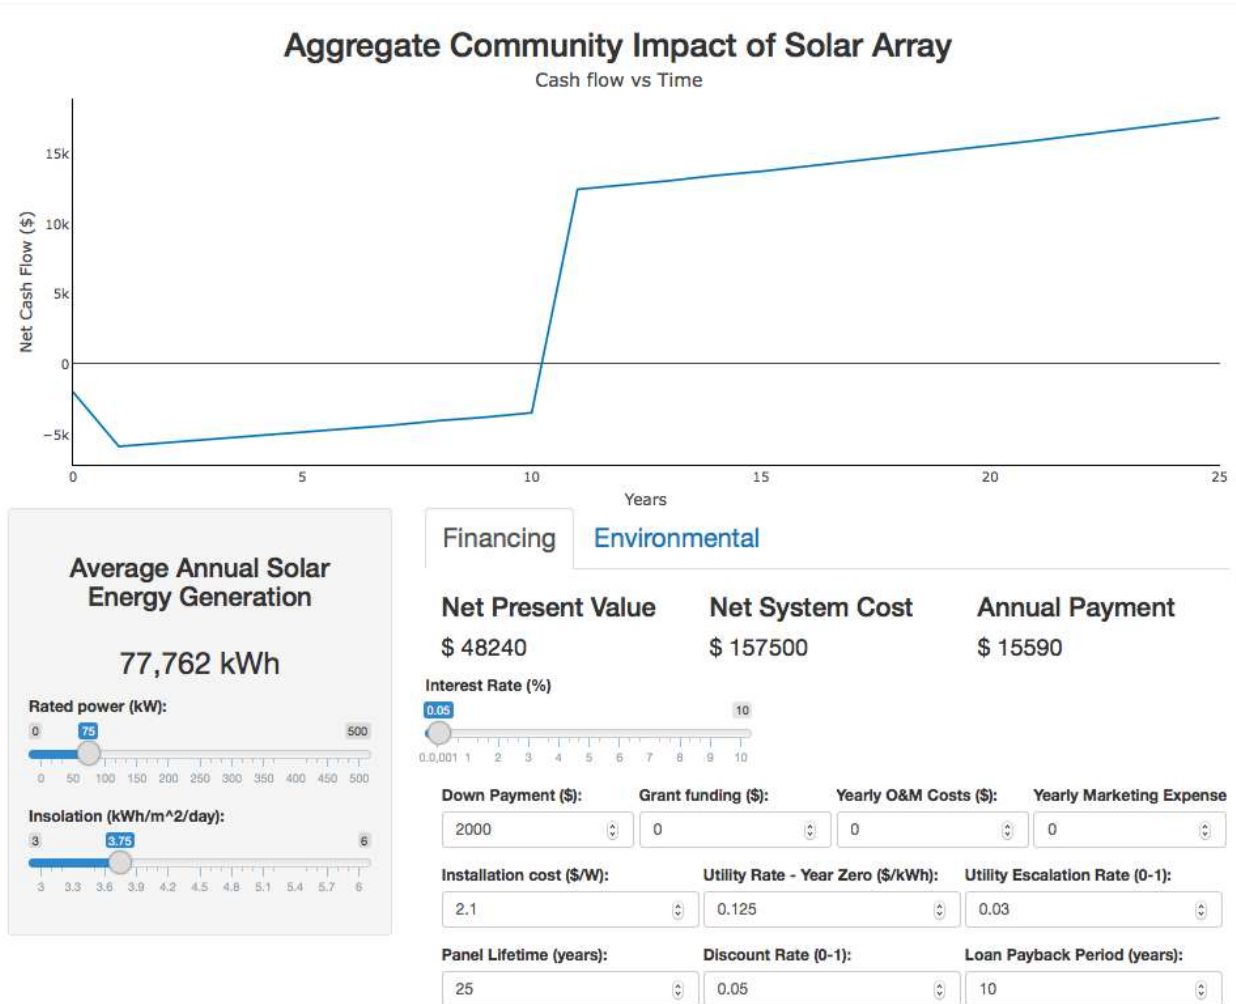 Aggregate Community Impact of Solar Array
Cash flow vs Time
15k
10k
5k
0
−5k
Net Cash Flow ($)
0 5 10 15 20 25
Years
Average Annual Solar
Energy Generation
77,762 kWh
Rated power (kW):
0 75 500
0 50 100 150 200 250 300 350 400 450 500
Insolation (kWh/m^2/day):
3 3.75 6
3 3.3 3.6 3.9 4.2 4.5 4.8 5.1 5.4 5.7 6
Financing Environmental
Net Present Value Net System Cost Annual Payment
$ 48240 $ 157500 $ 15590
Interest Rate (%)
0.05 10
0.0,001 1 2 3 4 5 6 7 8 9 10
Down Payment ($): Grant funding ($): Yearly O&M Costs ($): Yearly Marketing Expense
2000 0 0 0
Installation cost ($/W): Utility Rate - Year Zero ($/kWh): Utility Escalation Rate (0-1):
2.1 0.125 0.03
Panel Lifetime (years): Discount Rate (0-1): Loan Payback Period (years):
25 0.05 10